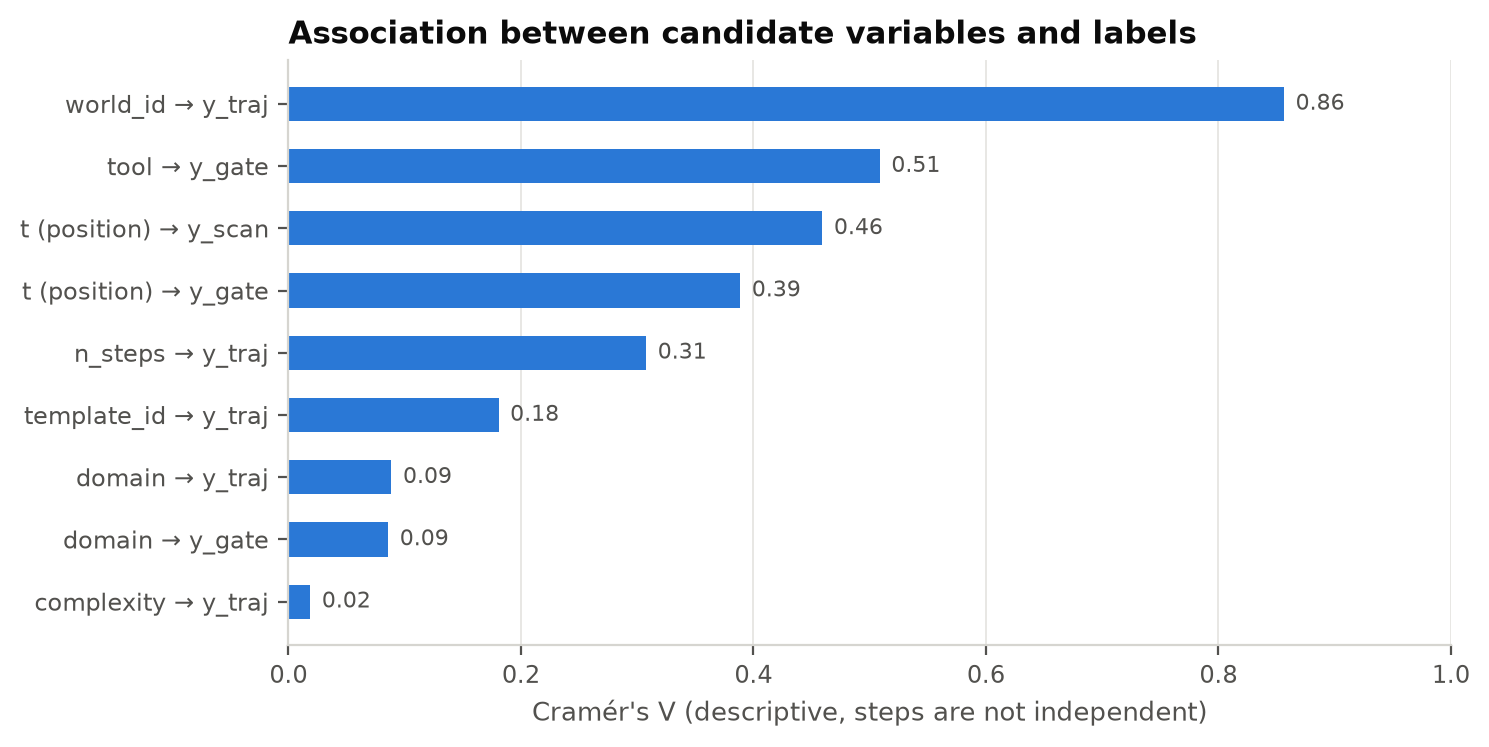 Association between candidate variables and labels
world_id → y_traj
0.86
tool → y_gate
0.51
t (position) → y_scan
0.46
t (position) → y_gate
0.39
n_steps → y_traj
0.31
template_id → y_traj
0.18
domain → y_traj
0.09
domain → y_gate
0.09
complexity → y_traj
0.02
0.0 0.2 0.4 0.6 0.8 1.0
Cramér's V (descriptive, steps are not independent)